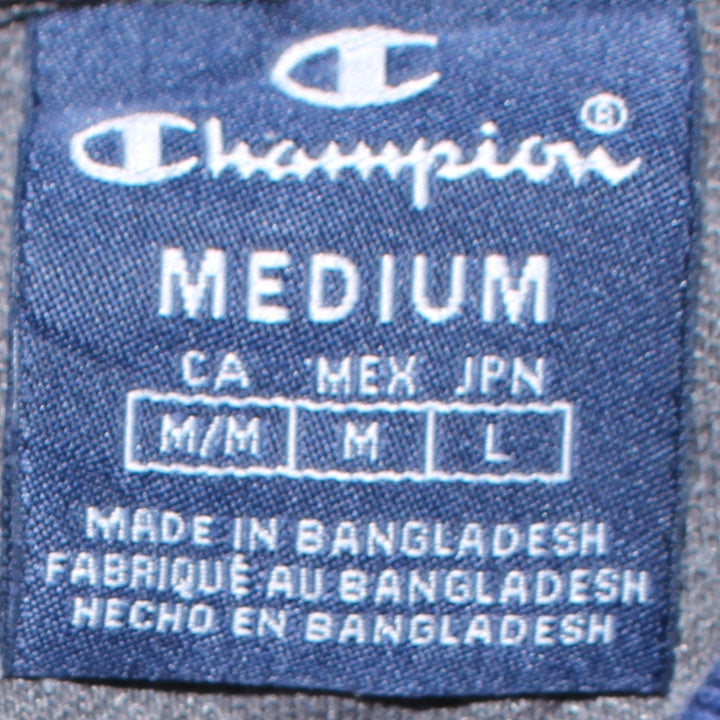 C
Champion®
MEDIUM
CA MEX JPN
M/M M L
MADE IN BANGLADESH
FABRIQUÉ AU BANGLADESH
HECHO EN BANGLADESH